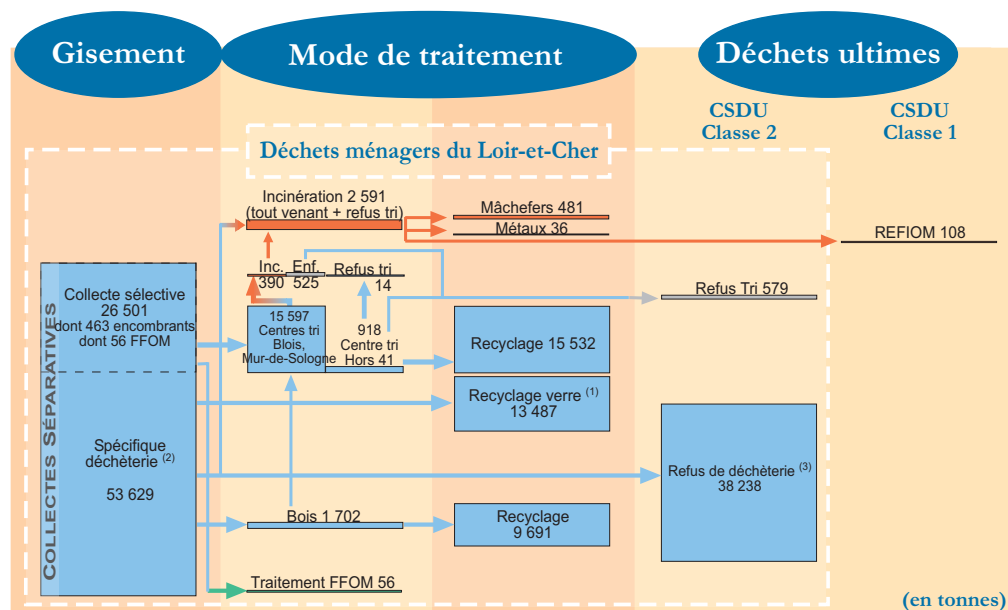 Gisement
Mode de traitement
Déchets ultimes
CSDU
Classe 2
CSDU
Classe 1
Déchets ménagers du Loir-et-Cher
Incinération 2 591
(tout venant + refus tri)
Mâchefers 481
Métaux 36
REFIOM 108
Inc.
390
Enf.
525
Refus tri
14
Refus Tri 579
COLLECTES SÉPARATIVES
Collecte sélective
26 501
dont 463 encombrants
dont 56 FFOM
15 597
Centres tri
Blois,
Mur-de-Sologne
918
Centre tri
Hors 41
Recyclage 15 532
Recyclage verre (1)
13 487
Spécifique
déchèterie (2)
53 629
Refus de déchèterie (3)
38 238
Bois 1 702
Recyclage
9 691
Traitement FFOM 56
(en tonnes)